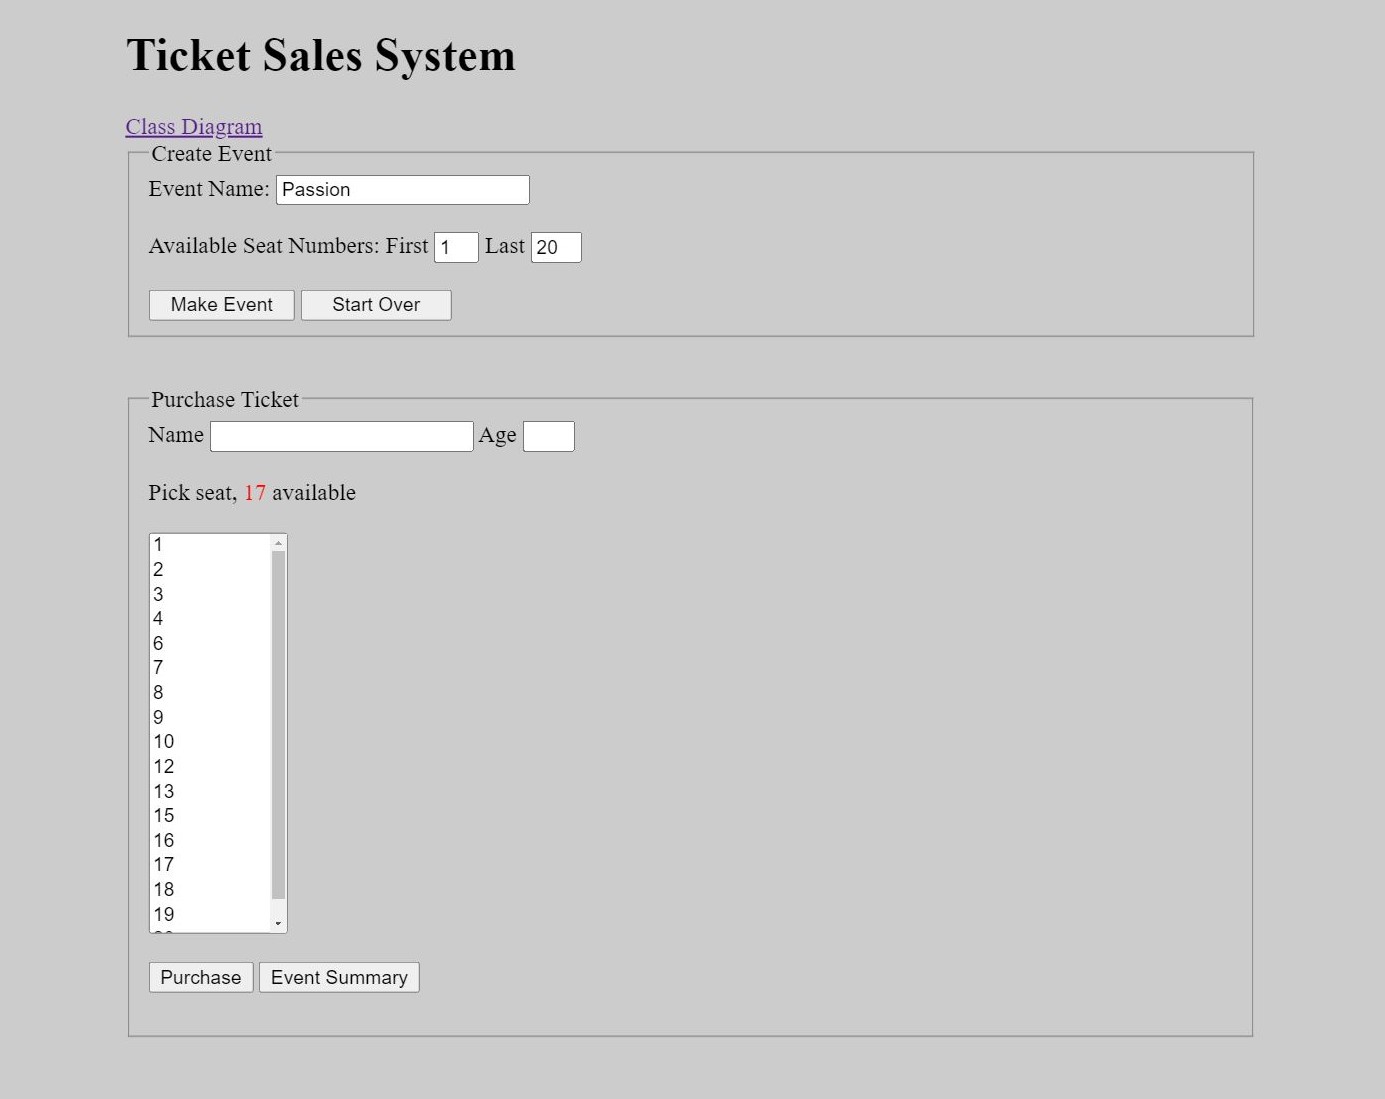 Ticket Sales System
Class Diagram
Create Event
Event Name: Passion
Available Seat Numbers: First 1 Last 20
Make Event Start Over
Purchase Ticket
Name Age
Pick seat, 17 available
1
2
3
4
6
7
8
9
10
12
13
15
16
17
18
19
Purchase Event Summary